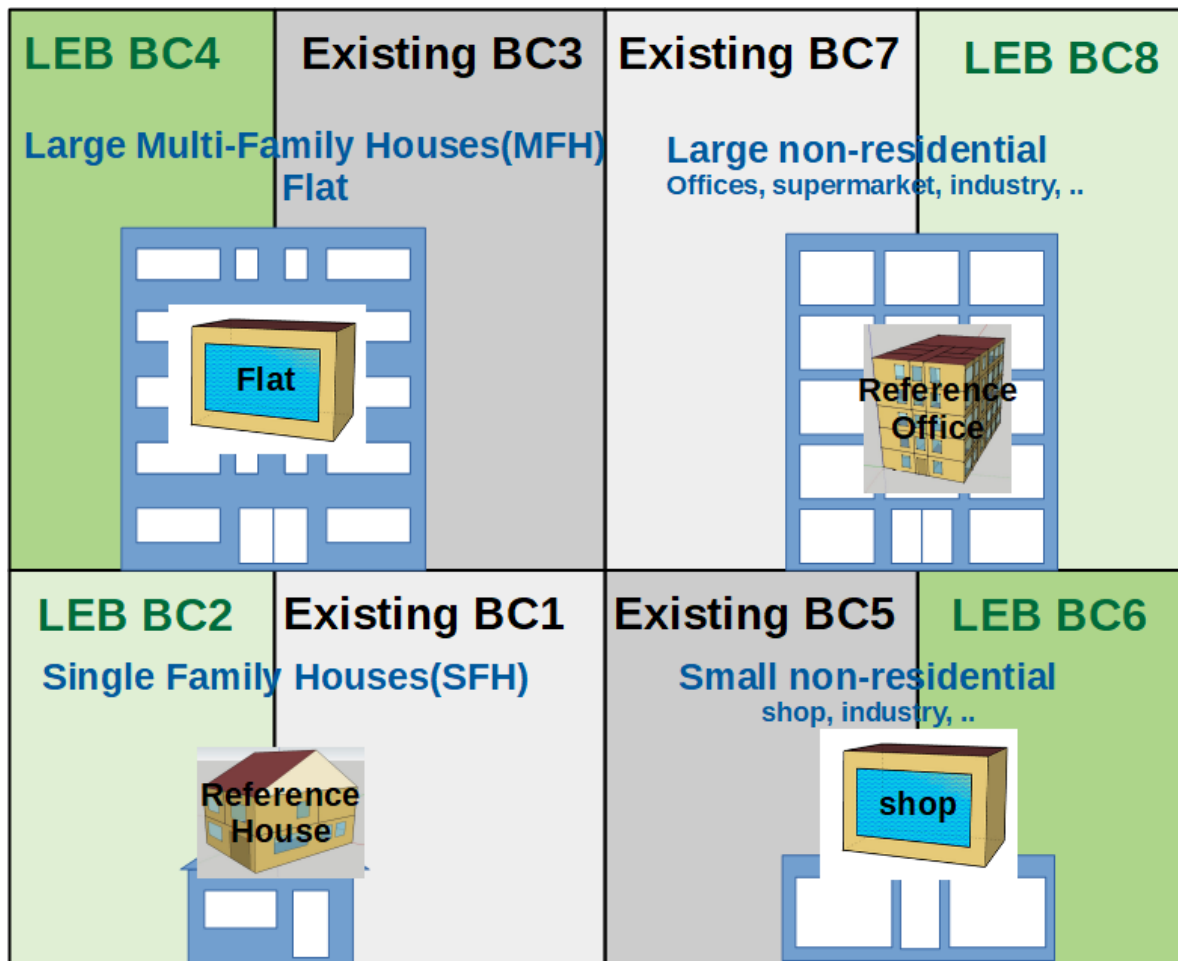 LEB BC4
Existing BC3
Existing BC7
LEB BC8
Large Multi-Family Houses(MFH)
Flat
Large non-residential
Offices, supermarket, industry, ..
Flat
Reference
Office
LEB BC2
Existing BC1
Existing BC5
LEB BC6
Single Family Houses(SFH)
Small non-residential
shop, industry, ..
Reference
House
shop